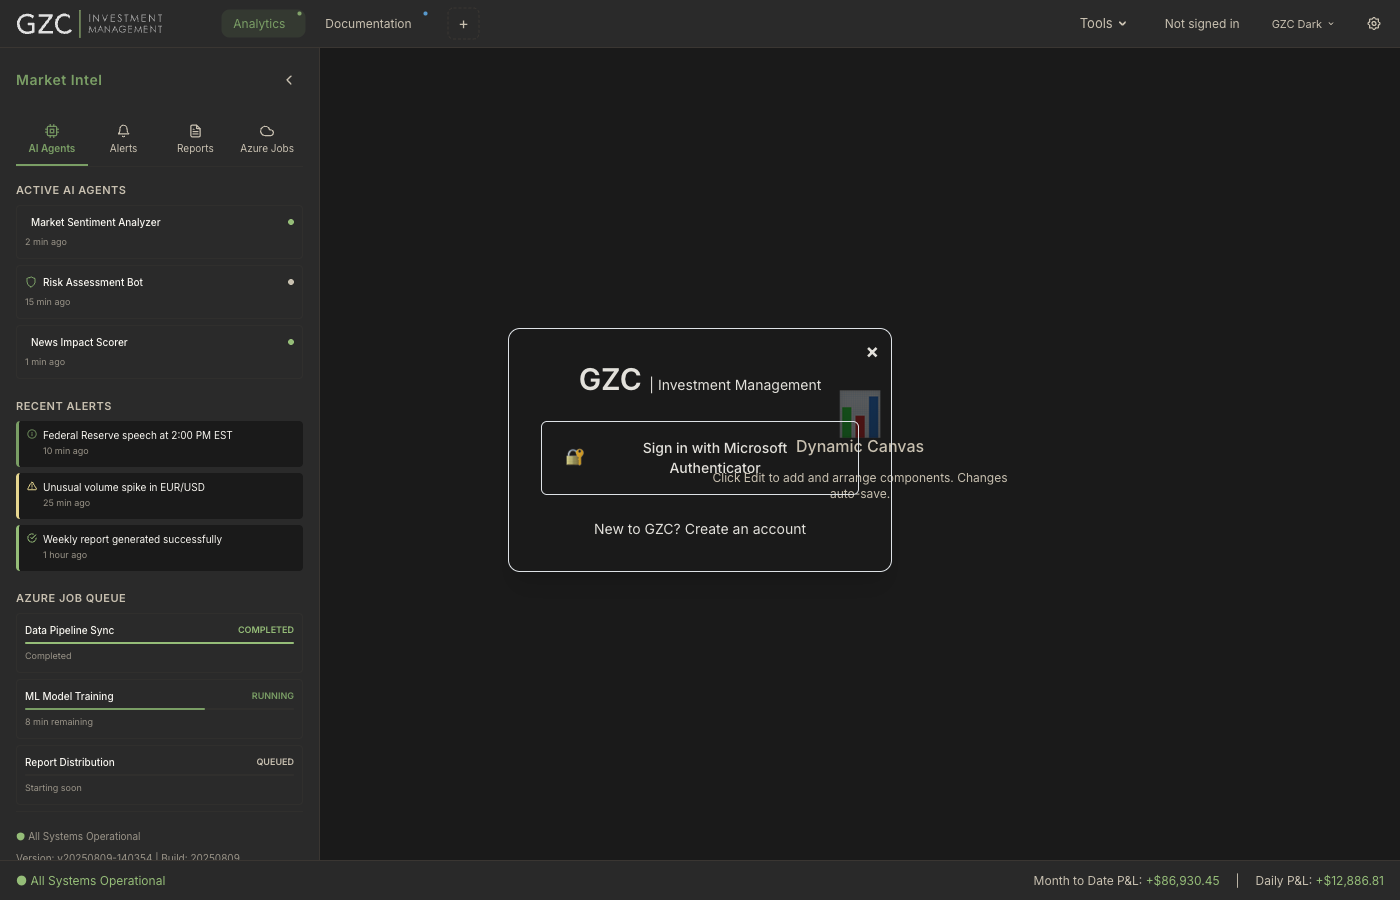 GZC INVESTMENT MANAGEMENT
Analytics
Documentation
+
Tools
Not signed in
GZC Dark
Market Intel
AI Agents
Alerts
Reports
Azure Jobs
ACTIVE AI AGENTS
Market Sentiment Analyzer
2 min ago
Risk Assessment Bot
15 min ago
News Impact Scorer
1 min ago
RECENT ALERTS
Federal Reserve speech at 2:00 PM EST
10 min ago
Unusual volume spike in EUR/USD
25 min ago
Weekly report generated successfully
1 hour ago
AZURE JOB QUEUE
Data Pipeline Sync
COMPLETED
Completed
ML Model Training
RUNNING
8 min remaining
Report Distribution
QUEUED
Starting soon
All Systems Operational
Version: v20250809-140354 | Build: 20250809
GZC | Investment Management
Sign in with Microsoft
Authenticator
New to GZC? Create an account
Dynamic Canvas
Click Edit to add and arrange components. Changes
auto-save.
All Systems Operational
Month to Date P&L: +$86,930.45
Daily P&L: +$12,886.81